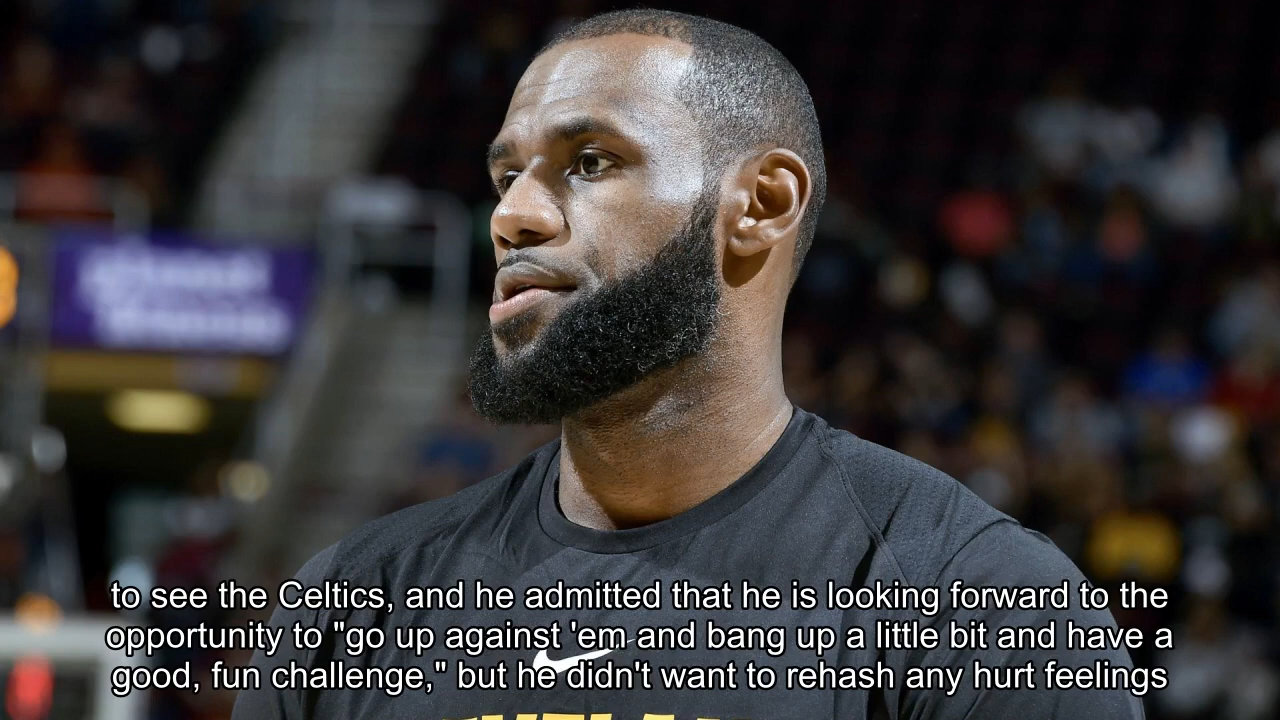 to see the Celtics, and he admitted that he is looking forward to the
opportunity to "go up against 'em and bang up a little bit and have a
good, fun challenge," but he didn't want to rehash any hurt feelings